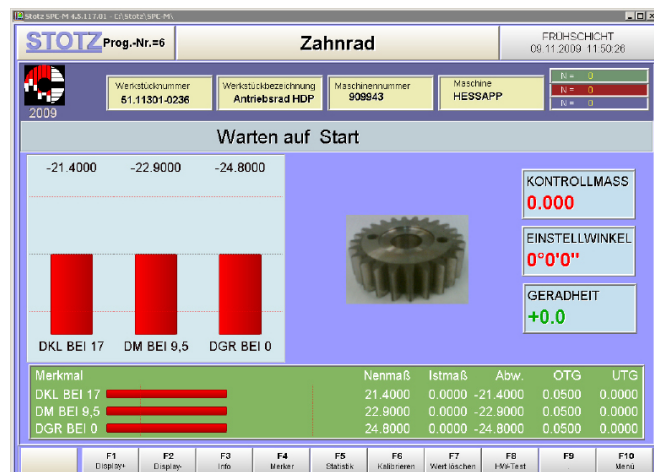 Stotz SPC-M 4.5.117.01 - C:\Stotz\SPC-M\
STOTZ Prog.-Nr.=6 Zahnrad FRÜHSCHICHT
09.11.2009 11:50:26
2009
Werkstücknummer Werkstückbezeichnung Maschinennummer Maschine
51.11301-0236 Antriebsrad HDP 909943 HESSAPP
N = 0
N = 0
N = 0
Warten auf Start
-21.4000 -22.9000 -24.8000
DKL BEI 17 DM BEI 9,5 DGR BEI 0
KONTROLLMASS
0.000
EINSTELLWINKEL
0°0'0"
GERADHEIT
+0.0
Merkmal Nenmaß Istmaß Abw. OTG UTG
DKL BEI 17 21.4000 0.0000 -21.4000 0.0500 0.0000
DM BEI 9,5 22.9000 0.0000 -22.9000 0.0500 0.0000
DGR BEI 0 24.8000 0.0000 -24.8000 0.0500 0.0000
F1 F2 F3 F4 F5 F6 F7 F8 F9 F10
Display+ Display- Info Merker Statistik Kalibrieren Wert löschen HW-Test Menü